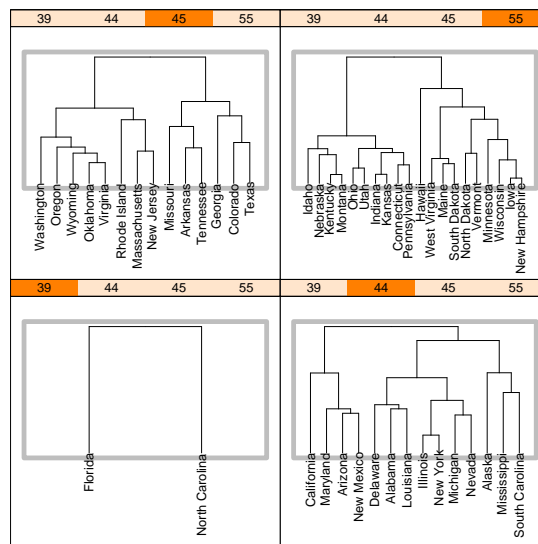 39 44 45 55
Washington
Oregon
Wyoming
Oklahoma
Virginia
Rhode Island
Massachusetts
New Jersey
Missouri
Arkansas
Tennessee
Georgia
Colorado
Texas
39 44 45 55
Idaho
Nebraska
Kentucky
Montana
Ohio
Utah
Indiana
Kansas
Connecticut
Pennsylvania
Hawaii
West Virginia
Maine
South Dakota
North Dakota
Vermont
Minnesota
Wisconsin
Iowa
New Hampshire
39 44 45 55
Florida
North Carolina
39 44 45 55
California
Maryland
Arizona
New Mexico
Delaware
Alabama
Louisiana
Illinois
New York
Michigan
Nevada
Alaska
Mississippi
South Carolina